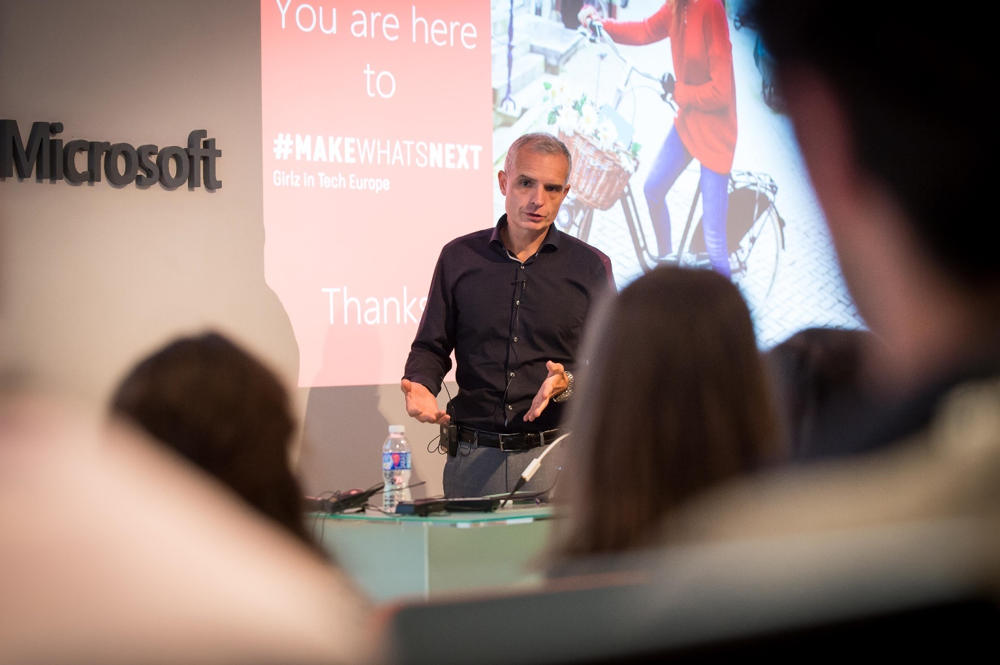 You are here
to
Microsoft
#MAKEWHATSNEXT
Girlz in Tech Europe
Thanks